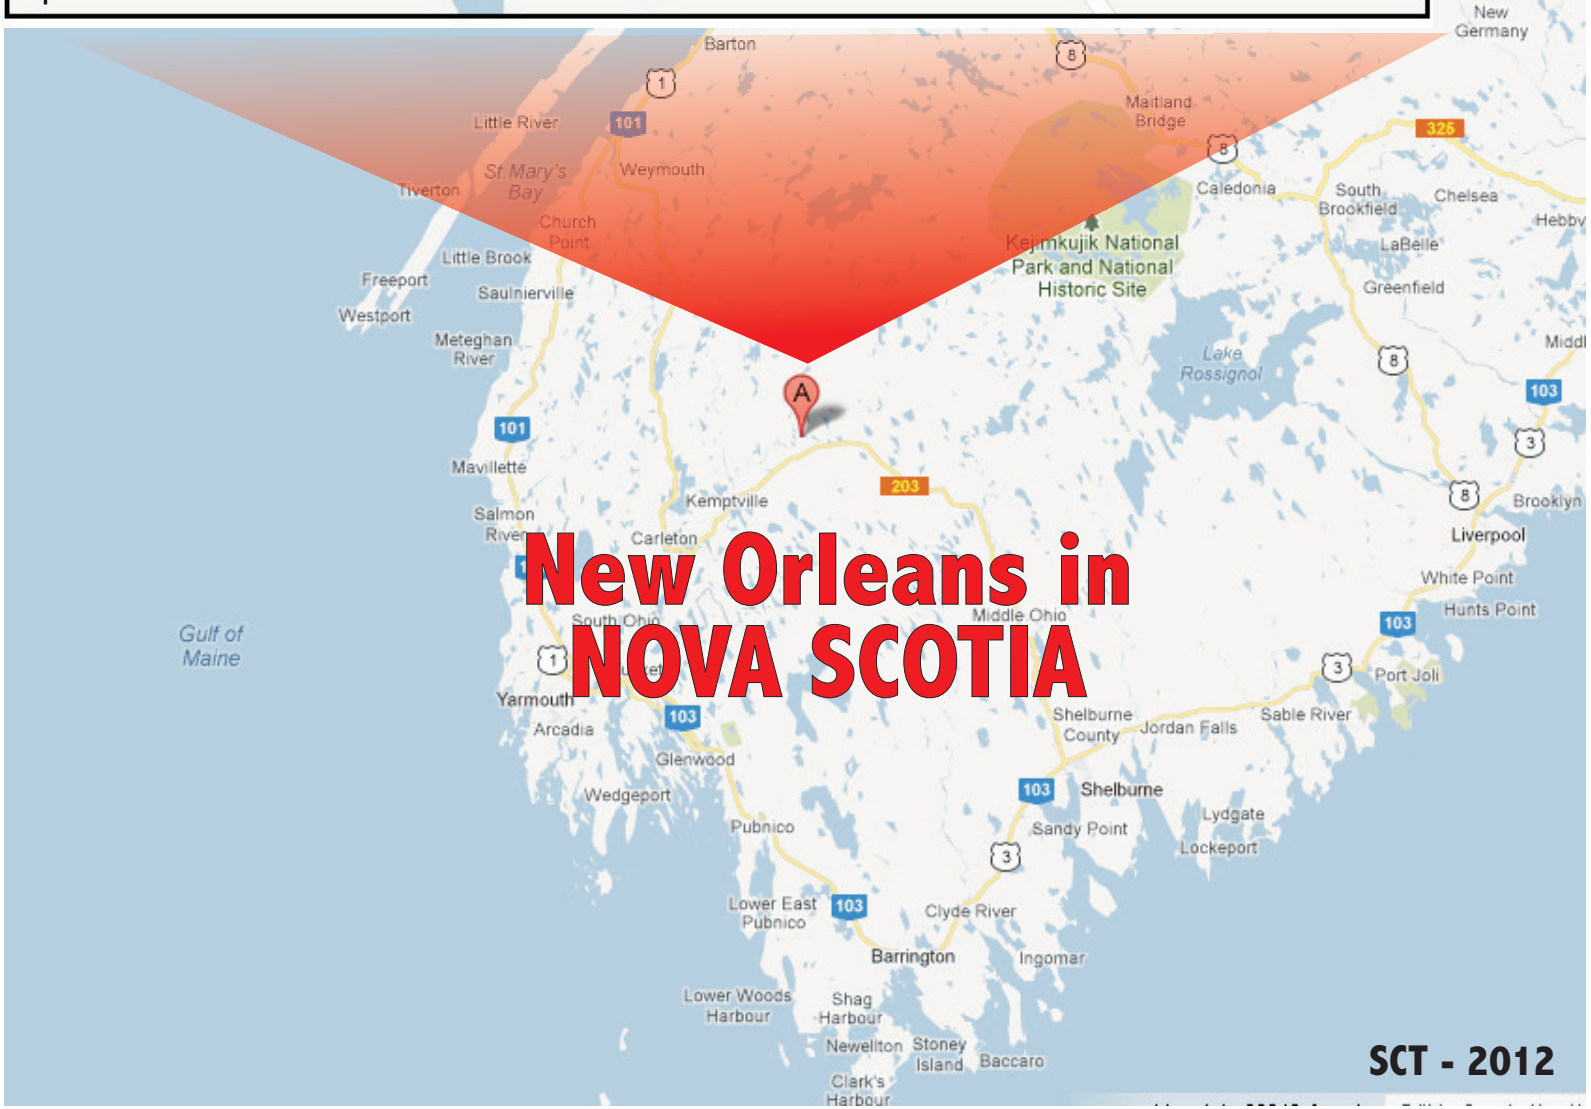 New
Germany
Barton
8
1
Maitland
Bridge
Little River
101
325
8
St.Mary's
Bay
Weymouth
Tiverton
Caledonia
South
Brookfield
Chelsea
Church
Point
Hebbv
Kejimkujik National
Park and National
Historic Site
LaBelle
Little Brook
Freeport
Saulnierville
Greenfield
Westport
Meteghan
River
Lake
Rossignol
8
Middl
A
103
101
3
Mavillette
203
8
Kemptville
Brooklyn
Salmon
River
Carleton
Liverpool
New Orleans in
NOVA SCOTIA
White Point
Hunts Point
South Ohio
Middle Ohio
103
Gulf of
Maine
1
3
Port Joli
Yarmouth
103
Arcadia
Shelburne
County
Jordan Falls
Sable River
Glenwood
103
Shelburne
Wedgeport
Lydgate
Pubnico
Sandy Point
Lockeport
3
Lower East
Pubnico
103
Clyde River
Barrington
Ingomar
Lower Woods
Harbour
Shag
Harbour
Newellton
Stoney
Island
Baccaro
Clark's
Harbour
SCT - 2012